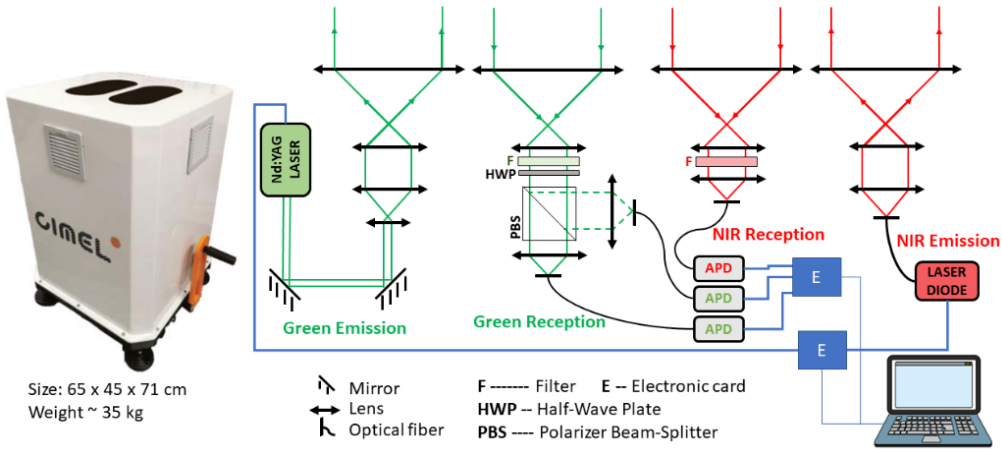 CIMEL
Size: 65 x 45 x 71 cm
Weight ~ 35 kg
Nd:YAG
LASER
Green Emission
F
HWP
PBS
Green Reception
F
NIR Reception
APD
APD
APD
E
E
NIR Emission
LASER
DIODE
Mirror
Lens
Optical fiber
F ------- Filter
E -- Electronic card
HWP -- Half-Wave Plate
PBS ---- Polarizer Beam-Splitter